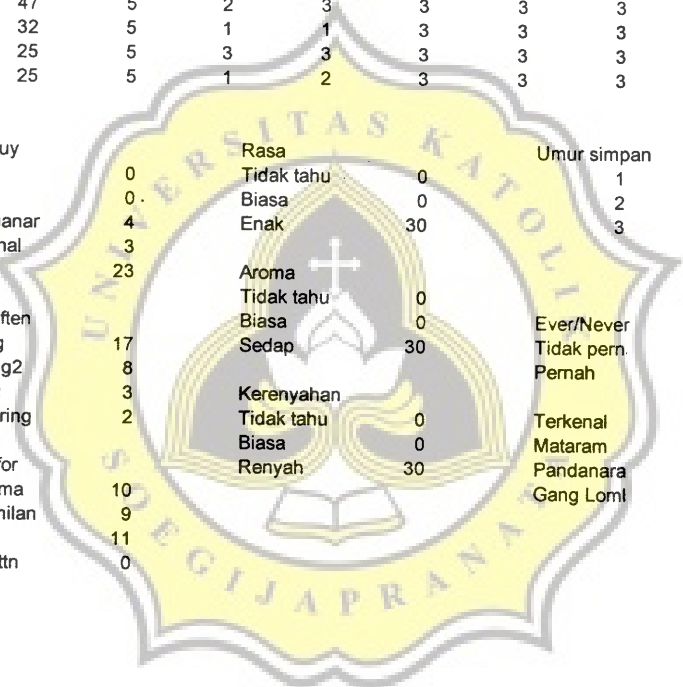 47 5 2 3 3 3 3
32 5 1 1 3 3 3
25 5 3 3 3 3 3
25 5 1 2 3 3 3
uy
0
0
anar 4
nal 3
23
ften
g 17
g2 8
3
ring 2
for
ma 10
nilan 9
11
ttn 0
Rasa
Tidak tahu 0
Biasa 0
Enak 30
Aroma
Tidak tahu 0
Biasa 0
Sedap 30
Kerenyahan
Tidak tahu 0
Biasa 0
Renyah 30
Umur simpan
1
2
3
Ever/Never
Tidak pern
Pernah
Terkenal
Mataram
Pandanara
Gang Lom
UNIVERSITAS KATOLIK
SOEGIJAPRANATA